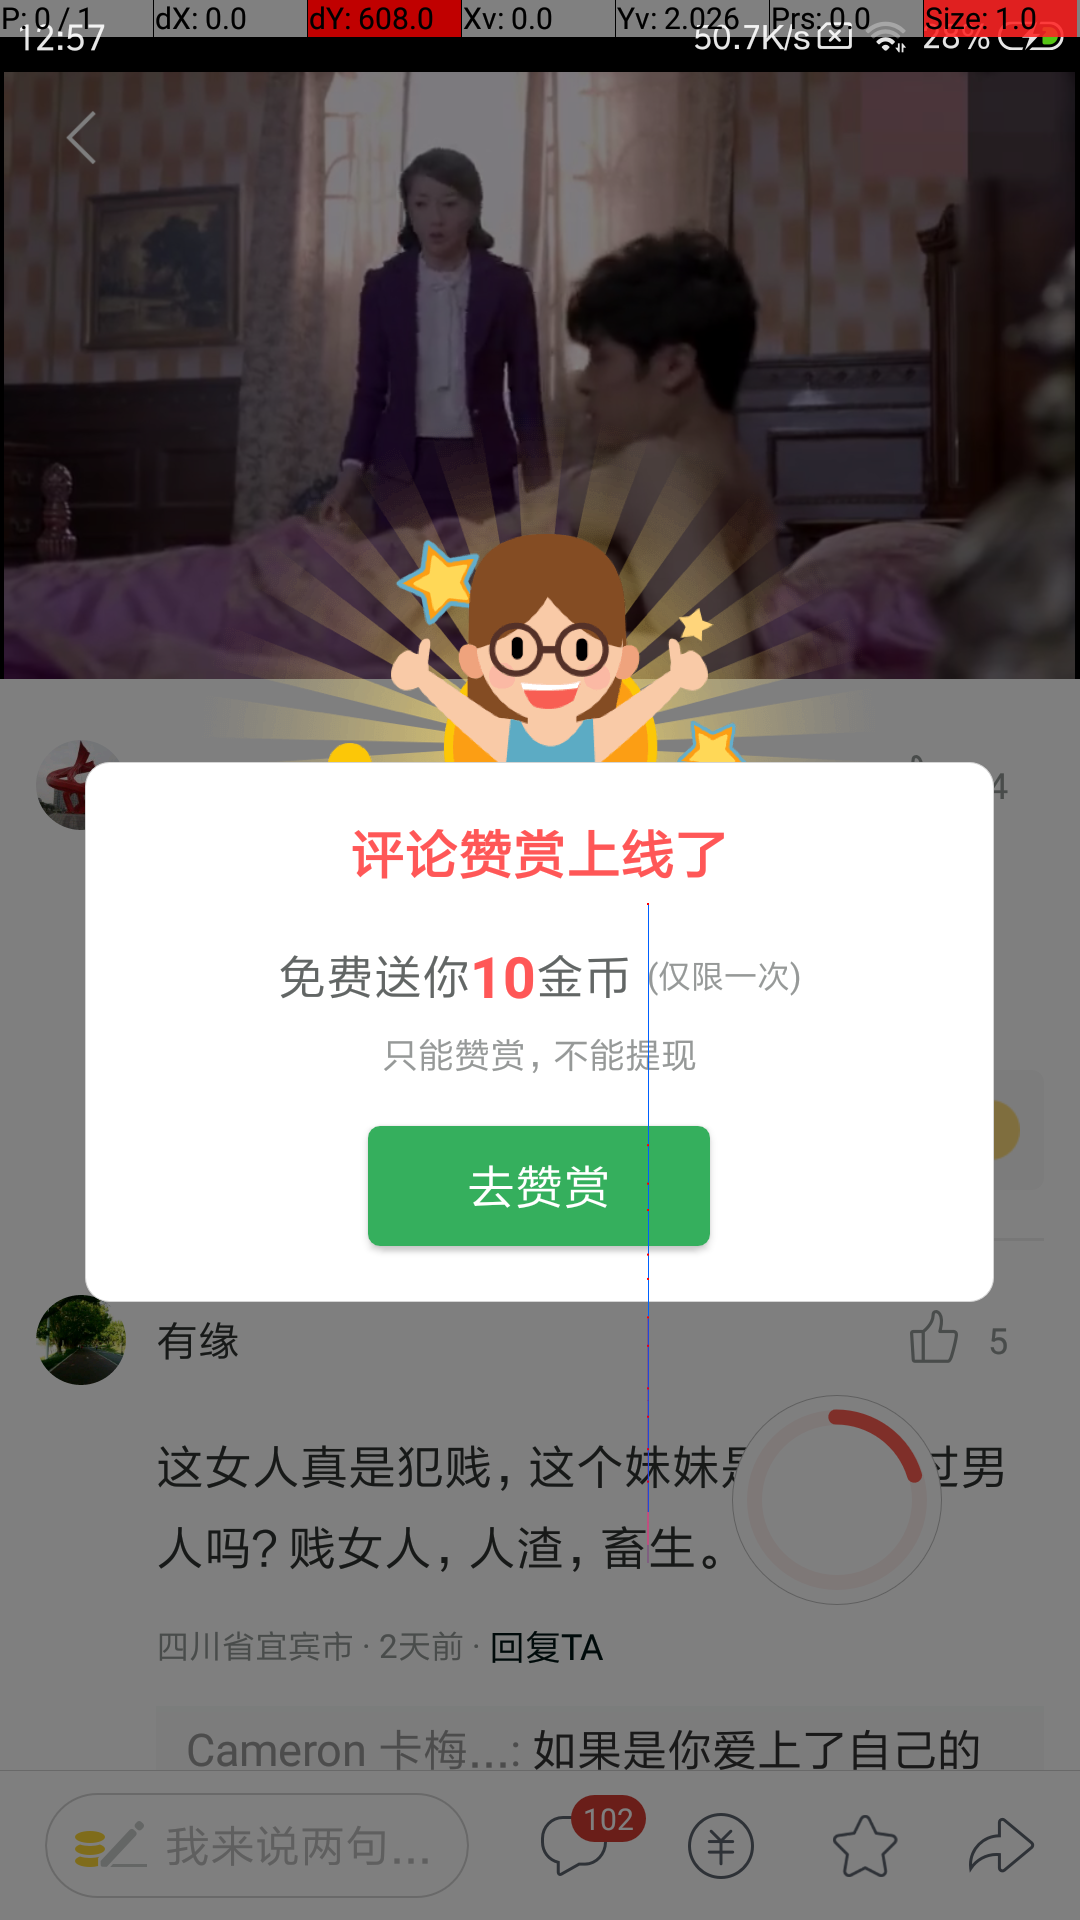 P: 0 / 1 dX: 0.0 dY: 608.0 Xv: 0.0 Yv: 2.026 Prs: 0.0 Size: 1.0
12:57 50.7K/s 28%
4
评论赞赏上线了
免费送你10金币 (仅限一次)
只能赞赏，不能提现
去赞赏
有缘 5
这女人真是犯贱，这个妹妹是 过男
人吗？贱女人，人渣，畜生。
四川省宜宾市 · 2天前 · 回复TA
Cameron 卡梅...: 如果是你爱上了自己的
我来说两句... 102